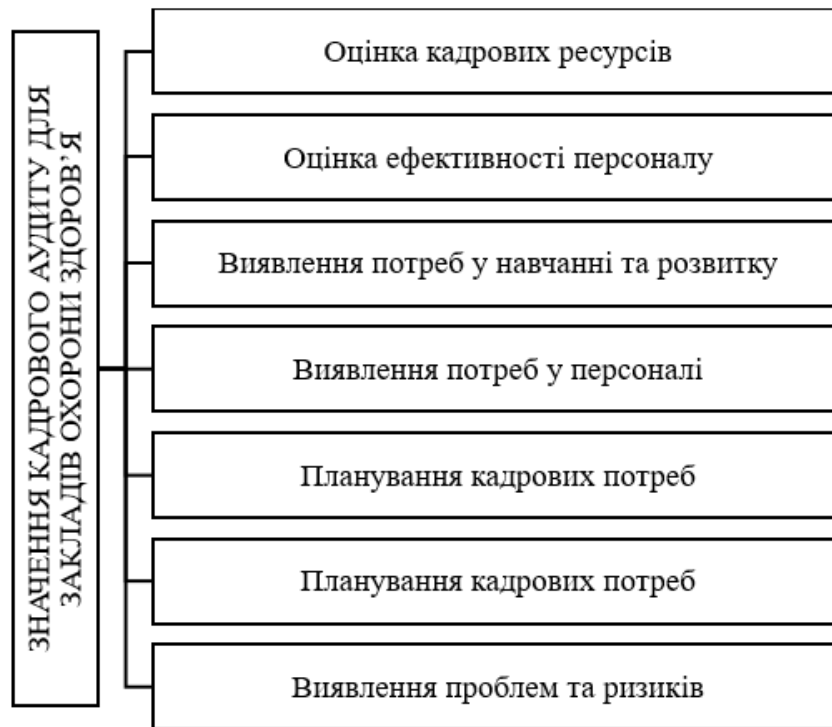 ЗНАЧЕННЯ КАДРОВОГО АУДИТУ ДЛЯ
ЗАКЛАДІВ ОХОРОНИ ЗДОРОВ’Я
Оцінка кадрових ресурсів
Оцінка ефективності персоналу
Виявлення потреб у навчанні та розвитку
Виявлення потреб у персоналі
Планування кадрових потреб
Планування кадрових потреб
Виявлення проблем та ризиків